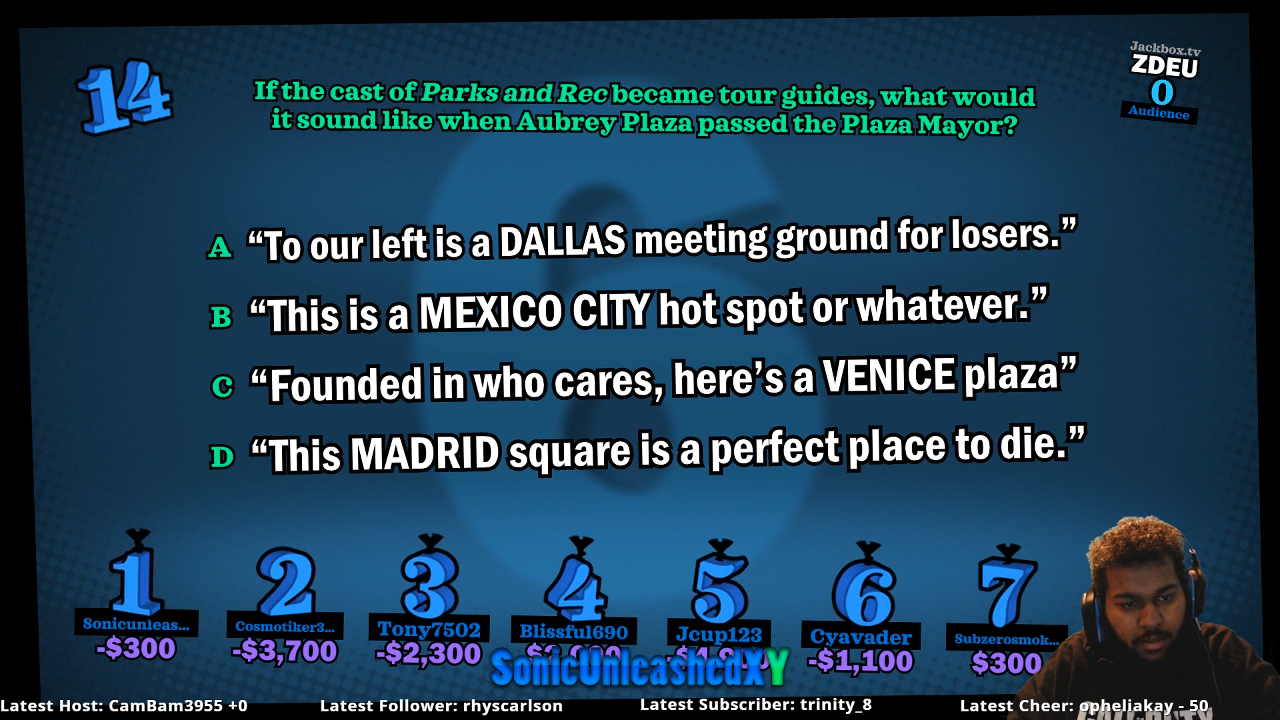 14
If the cast of Parks and Rec became tour guides, what would
it sound like when Aubrey Plaza passed the Plaza Mayor?
Jackbox.tv
ZDEU
0
Audience
A "To our left is a DALLAS meeting ground for losers."
B "This is a MEXICO CITY hot spot or whatever."
C "Founded in who cares, here's a VENICE plaza"
D "This MADRID square is a perfect place to die."
1 2 3 4 5 6 7
Sonicunleas... Cosmotiker3... Tony7502 Blissful690 Jcup123 Cyavader Subzerosmok...
-$300 -$3,700 -$2,300 -$1,100 $300
SonicUnleashedXY
Latest Host: CamBam3955 +0 Latest Follower: rhyscarlson Latest Subscriber: trinity_8 Latest Cheer: opheliakay - 50